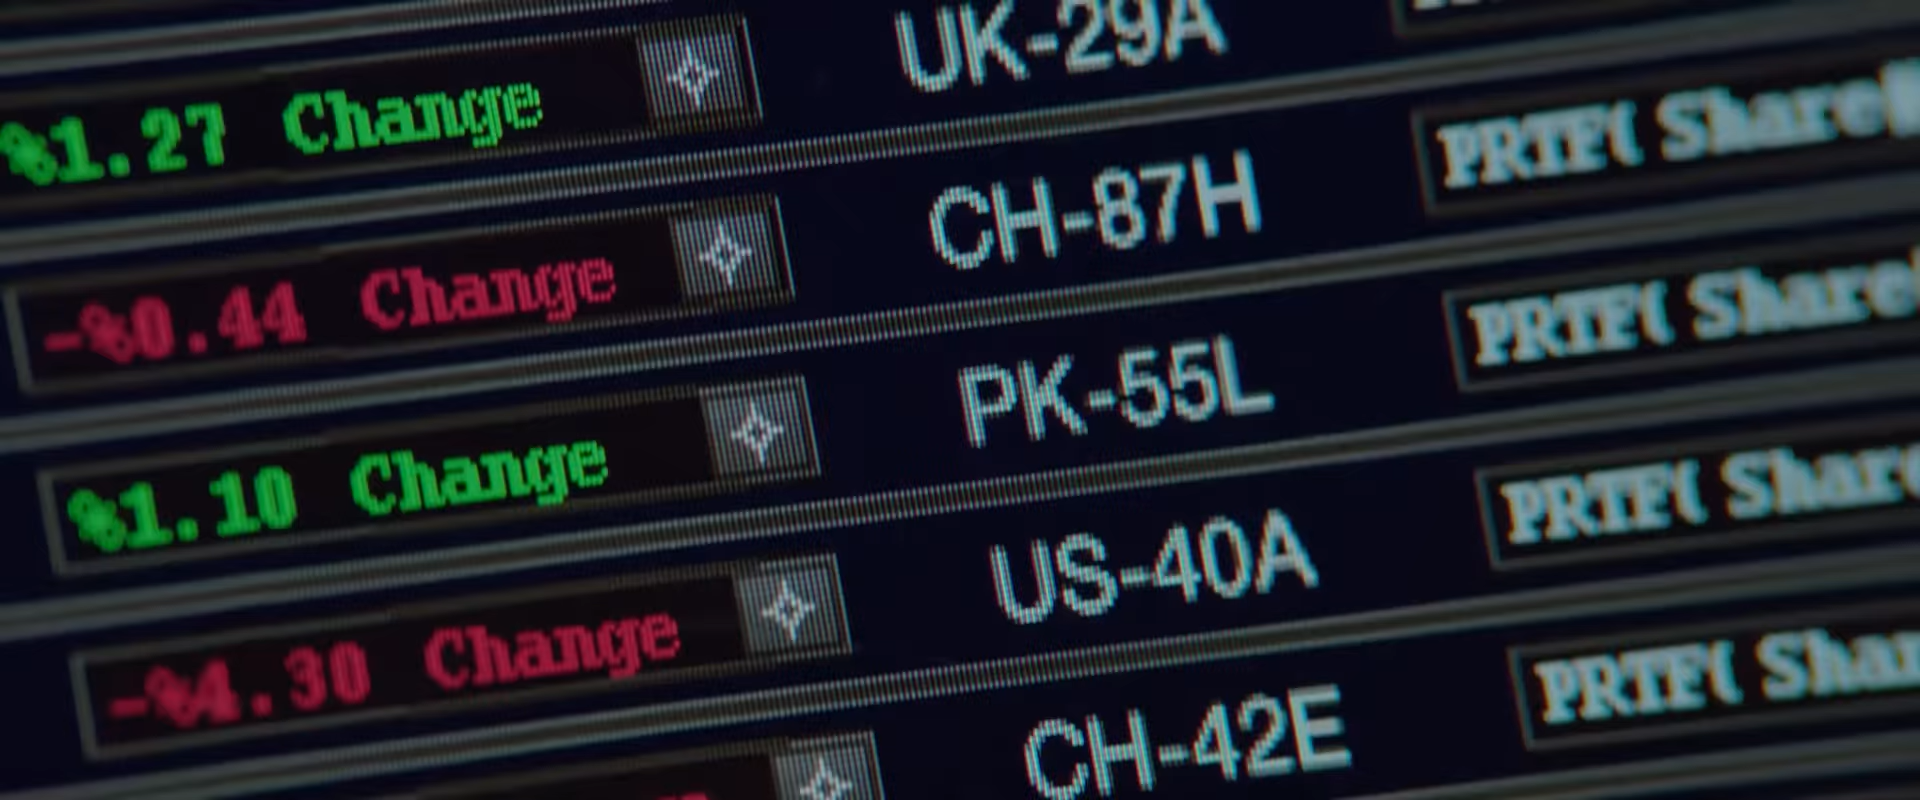 %1.27 Change UK-29A
-%0.44 Change CH-87H PRTF( Share
%1.10 Change PK-55L PRTF( Share
-%4.30 Change US-40A PRTF( Share
CH-42E PRTF( Shar